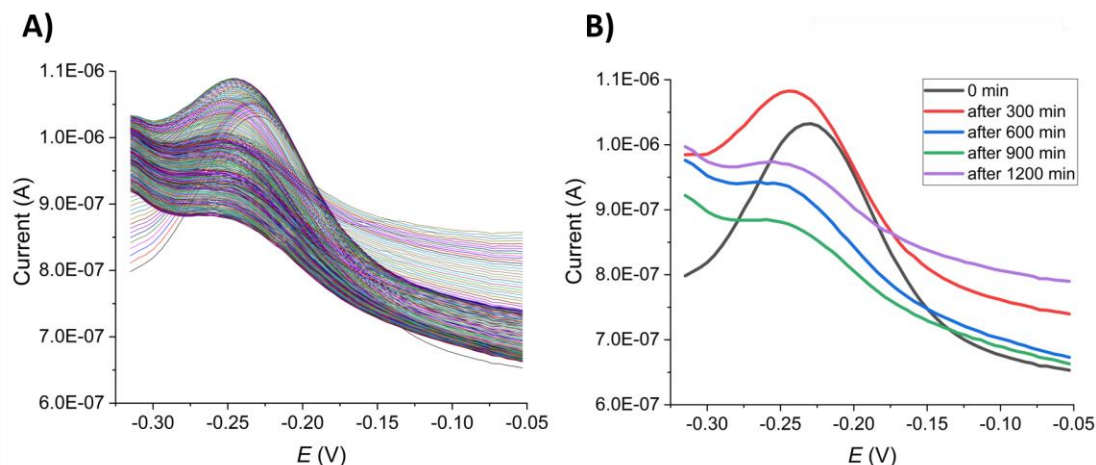 A)
1.1E-06
1.0E-06
9.0E-07
8.0E-07
7.0E-07
6.0E-07
Current (A)
-0.30
-0.25
-0.20
-0.15
-0.10
-0.05
E (V)
B)
1.1E-06
1.0E-06
9.0E-07
8.0E-07
7.0E-07
6.0E-07
Current (A)
0 min
after 300 min
after 600 min
after 900 min
after 1200 min
-0.30
-0.25
-0.20
-0.15
-0.10
-0.05
E (V)